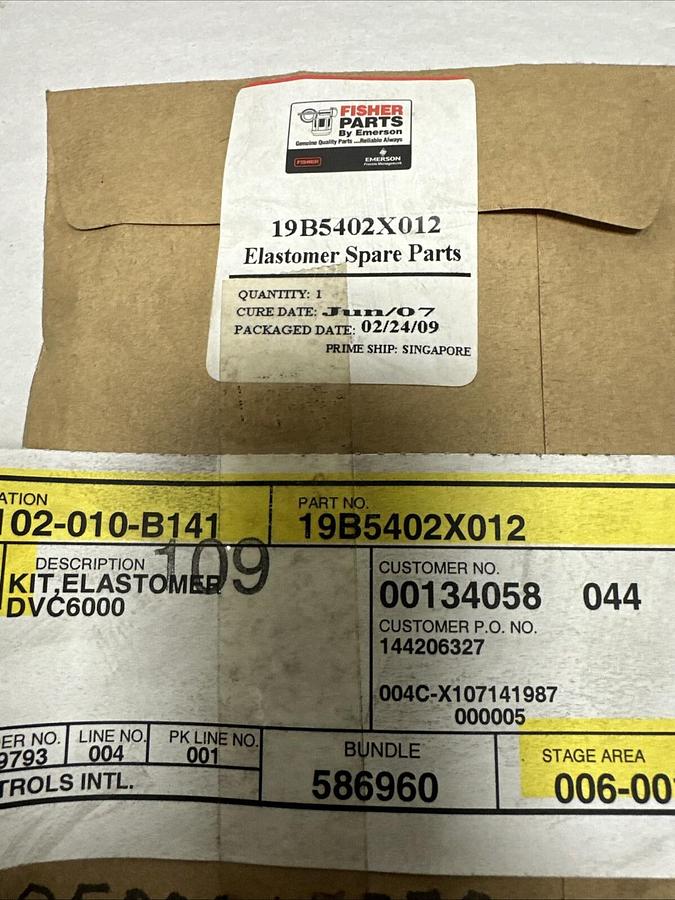 FISHER
PARTS
By Emerson
Genuine Quality Parts ...Reliable Always
FISHER
EMERSON
Process Management
19B5402X012
Elastomer Spare Parts
QUANTITY: 1
CURE DATE: Jun/07
PACKAGED DATE: 02/24/09
PRIME SHIP: SINGAPORE
ATION
102-010-B141
PART NO.
19B5402X012
DESCRIPTION
KIT,ELASTOMER
DVC6000
109
CUSTOMER NO.
00134058 044
CUSTOMER P.O. NO.
144206327
004C-X107141987
000005
ER NO.
9793
LINE NO.
004
PK LINE NO.
001
TROLS INTL.
BUNDLE
586960
STAGE AREA
006-00